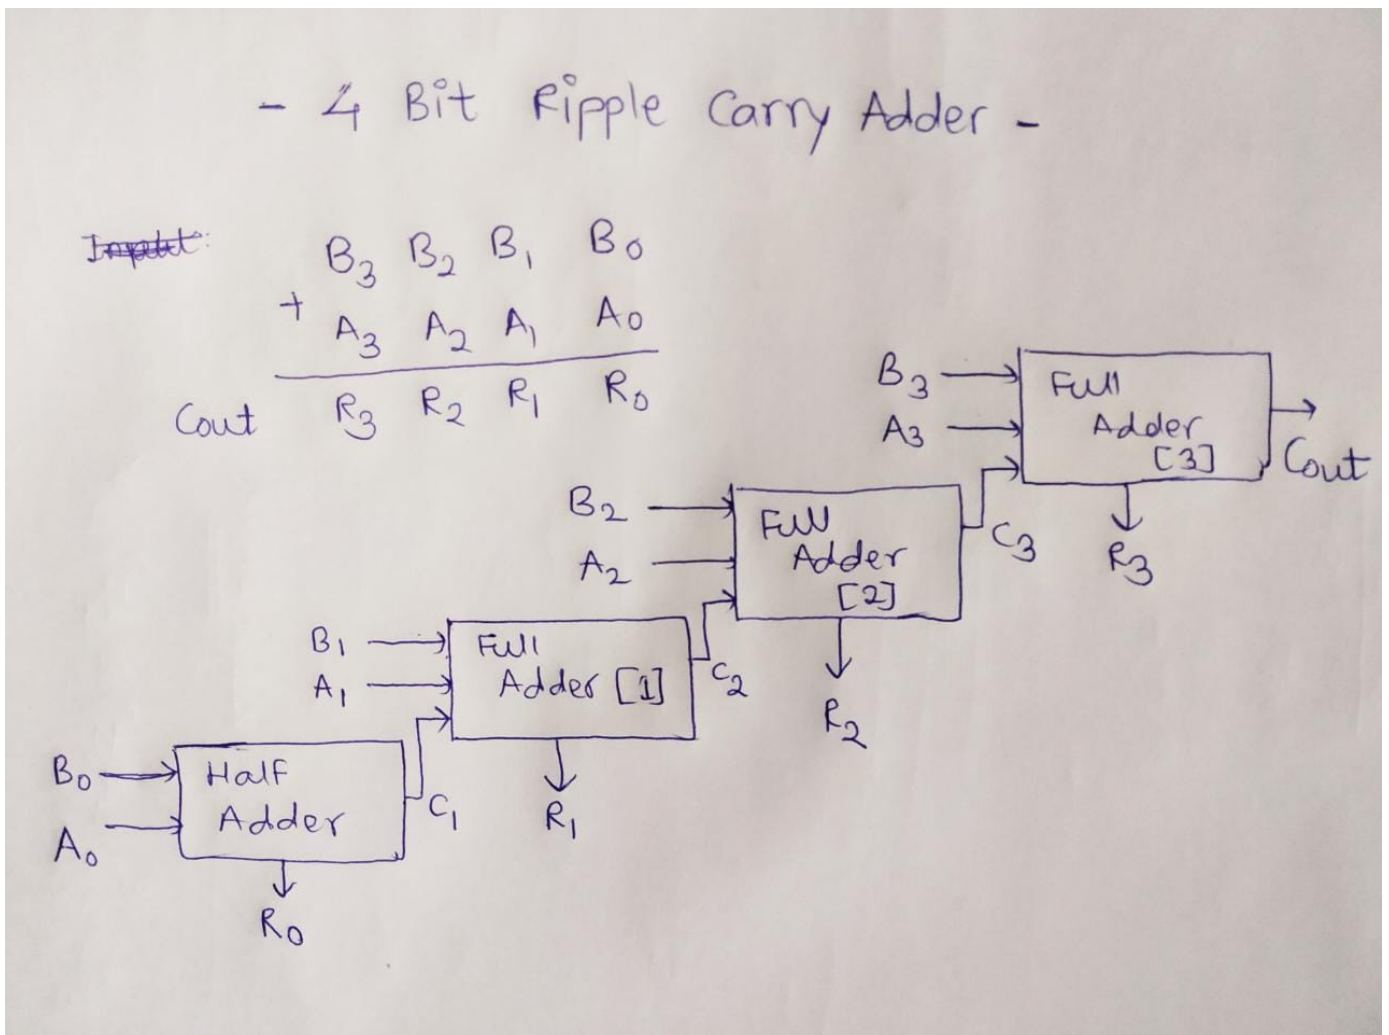 - 4 Bit Ripple Carry Adder -
B3 B2 B1 B0
+ A3 A2 A1 A0
Cout R3 R2 R1 R0
B3
A3
Full
Adder
[3]
Cout
R3
B2
A2
Full
Adder
[2]
C3
R2
B1
A1
Full
Adder [1]
C2
R1
B0
A0
Half
Adder
C1
R0